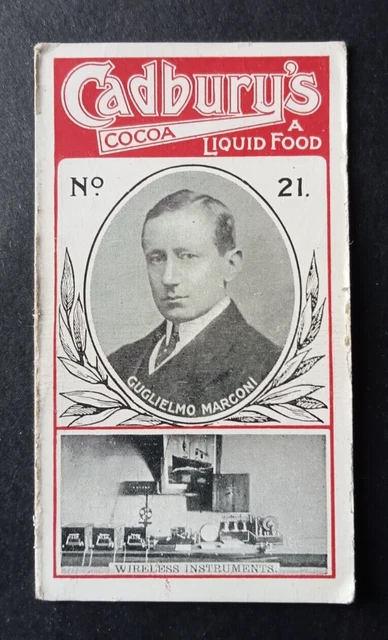 Cadbury's
COCOA
A
LIQUID FOOD
Nº 21.
GUGLIELMO MARCONI
WIRELESS INSTRUMENTS.